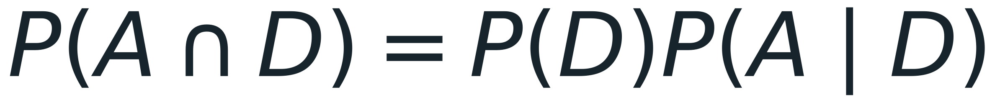 P(A ∩ D) = P(D)P(A | D)